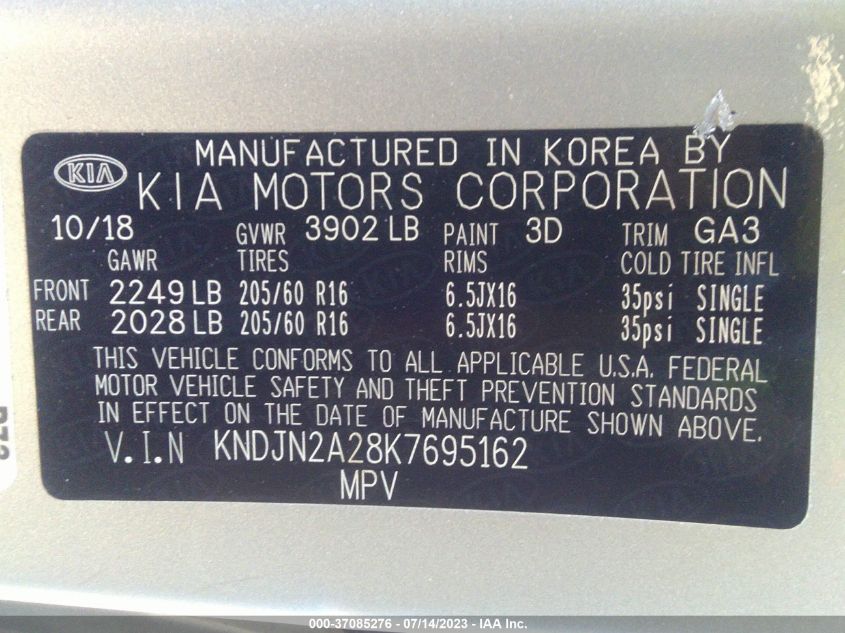 MANUFACTURED IN KOREA BY
KIA KIA MOTORS CORPORATION
10/18 GVWR 3902 LB PAINT 3D TRIM GA3
GAWR TIRES RIMS COLD TIRE INFL
FRONT 2249 LB 205/60 R16 6.5JX16 35psi SINGLE
REAR 2028 LB 205/60 R16 6.5JX16 35psi SINGLE
THIS VEHICLE CONFORMS TO ALL APPLICABLE U.S.A. FEDERAL
MOTOR VEHICLE SAFETY AND THEFT PREVENTION STANDARDS
IN EFFECT ON THE DATE OF MANUFACTURE SHOWN ABOVE.
V.I.N KNDJN2A28K7695162
MPV
000-37085276 - 07/14/2023 - IAA Inc.